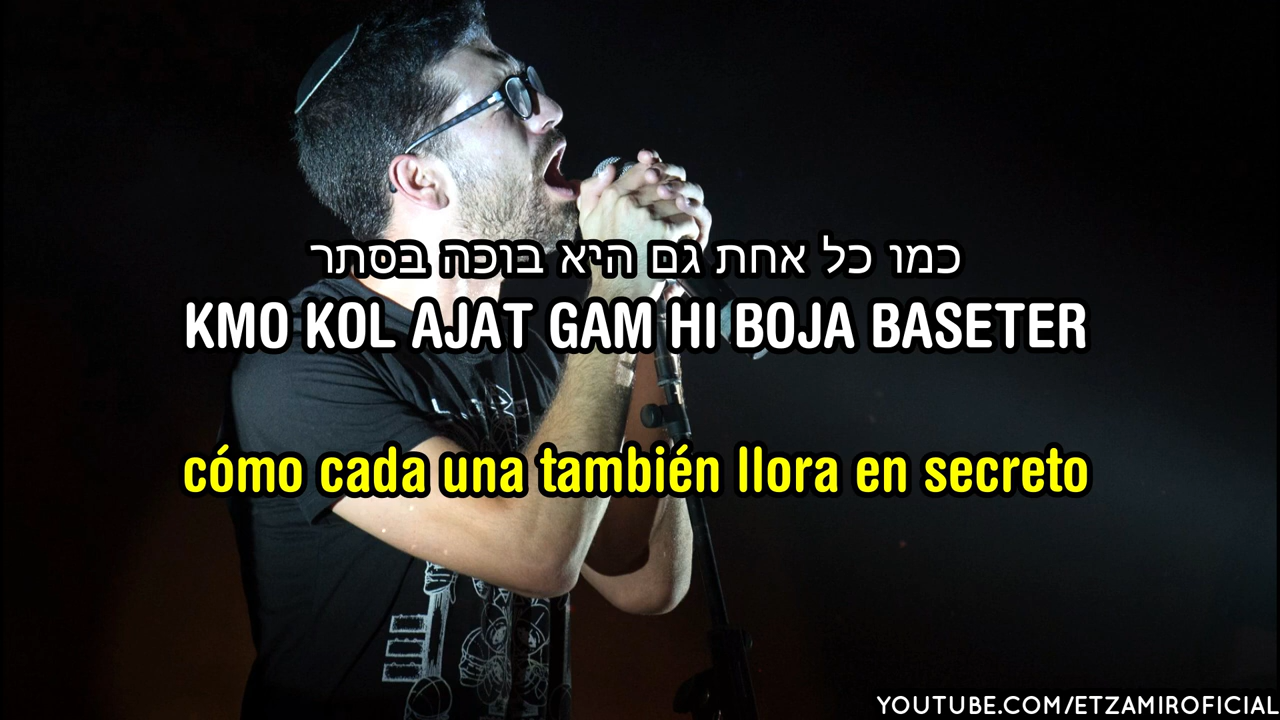 כמו כל אחת גם היא בוכה בסתר
KMO KOL AJAT GAM HI BOJA BASETER
cómo cada una también llora en secreto
YOUTUBE.COM/ETZAMIROFICIAL